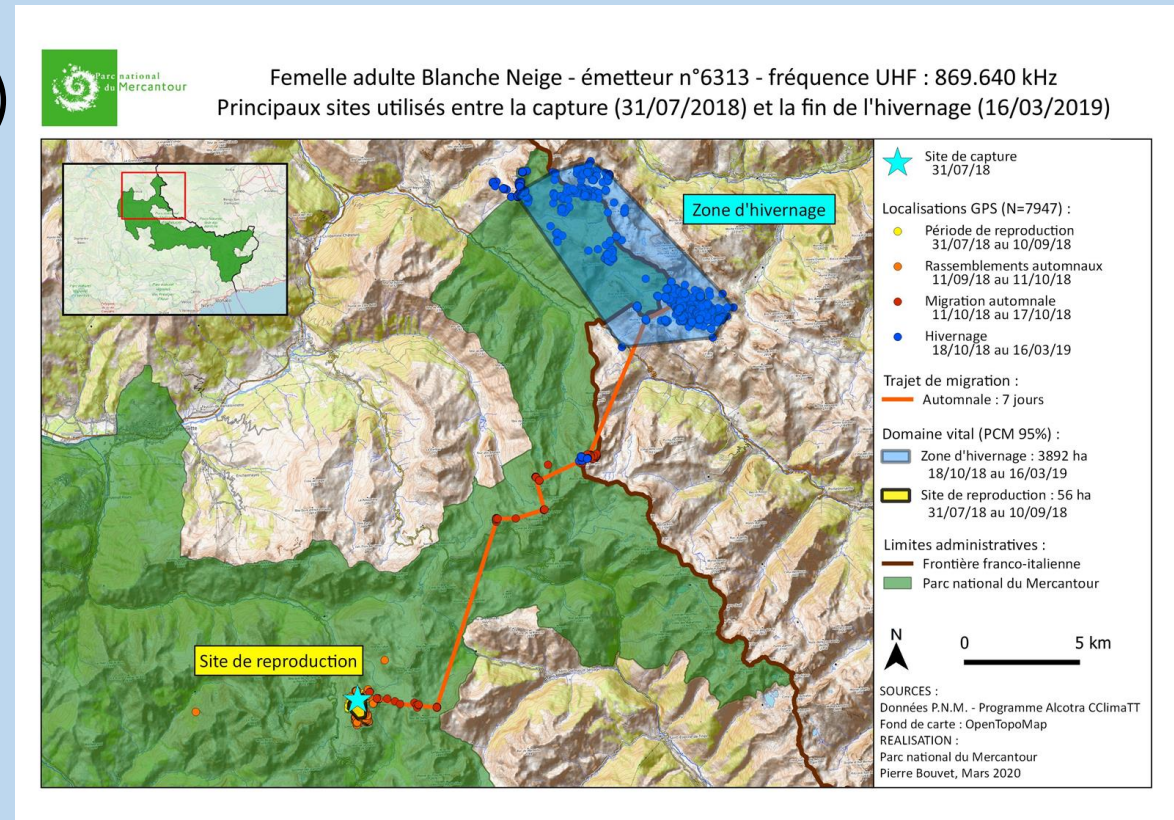 Parc national
du Mercantour
Femelle adulte Blanche Neige - émetteur n°6313 - fréquence UHF : 869.640 kHz
Principaux sites utilisés entre la capture (31/07/2018) et la fin de l'hivernage (16/03/2019)
Zone d'hivernage
Site de reproduction
Site de capture
31/07/18
Localisations GPS (N=7947) :
Période de reproduction
31/07/18 au 10/09/18
Rassemblements automnaux
11/09/18 au 11/10/18
Migration automnale
11/10/18 au 17/10/18
Hivernage
18/10/18 au 16/03/19
Trajet de migration :
Automnale : 7 jours
Domaine vital (PCM 95%) :
Zone d'hivernage : 3892 ha
18/10/18 au 16/03/19
Site de reproduction : 56 ha
31/07/18 au 10/09/18
Limites administratives :
Frontière franco-italienne
Parc national du Mercantour
N
0 5 km
SOURCES :
Données P.N.M. - Programme Alcotra CClimaTT
Fond de carte : OpenTopoMap
REALISATION :
Parc national du Mercantour
Pierre Bouvet, Mars 2020